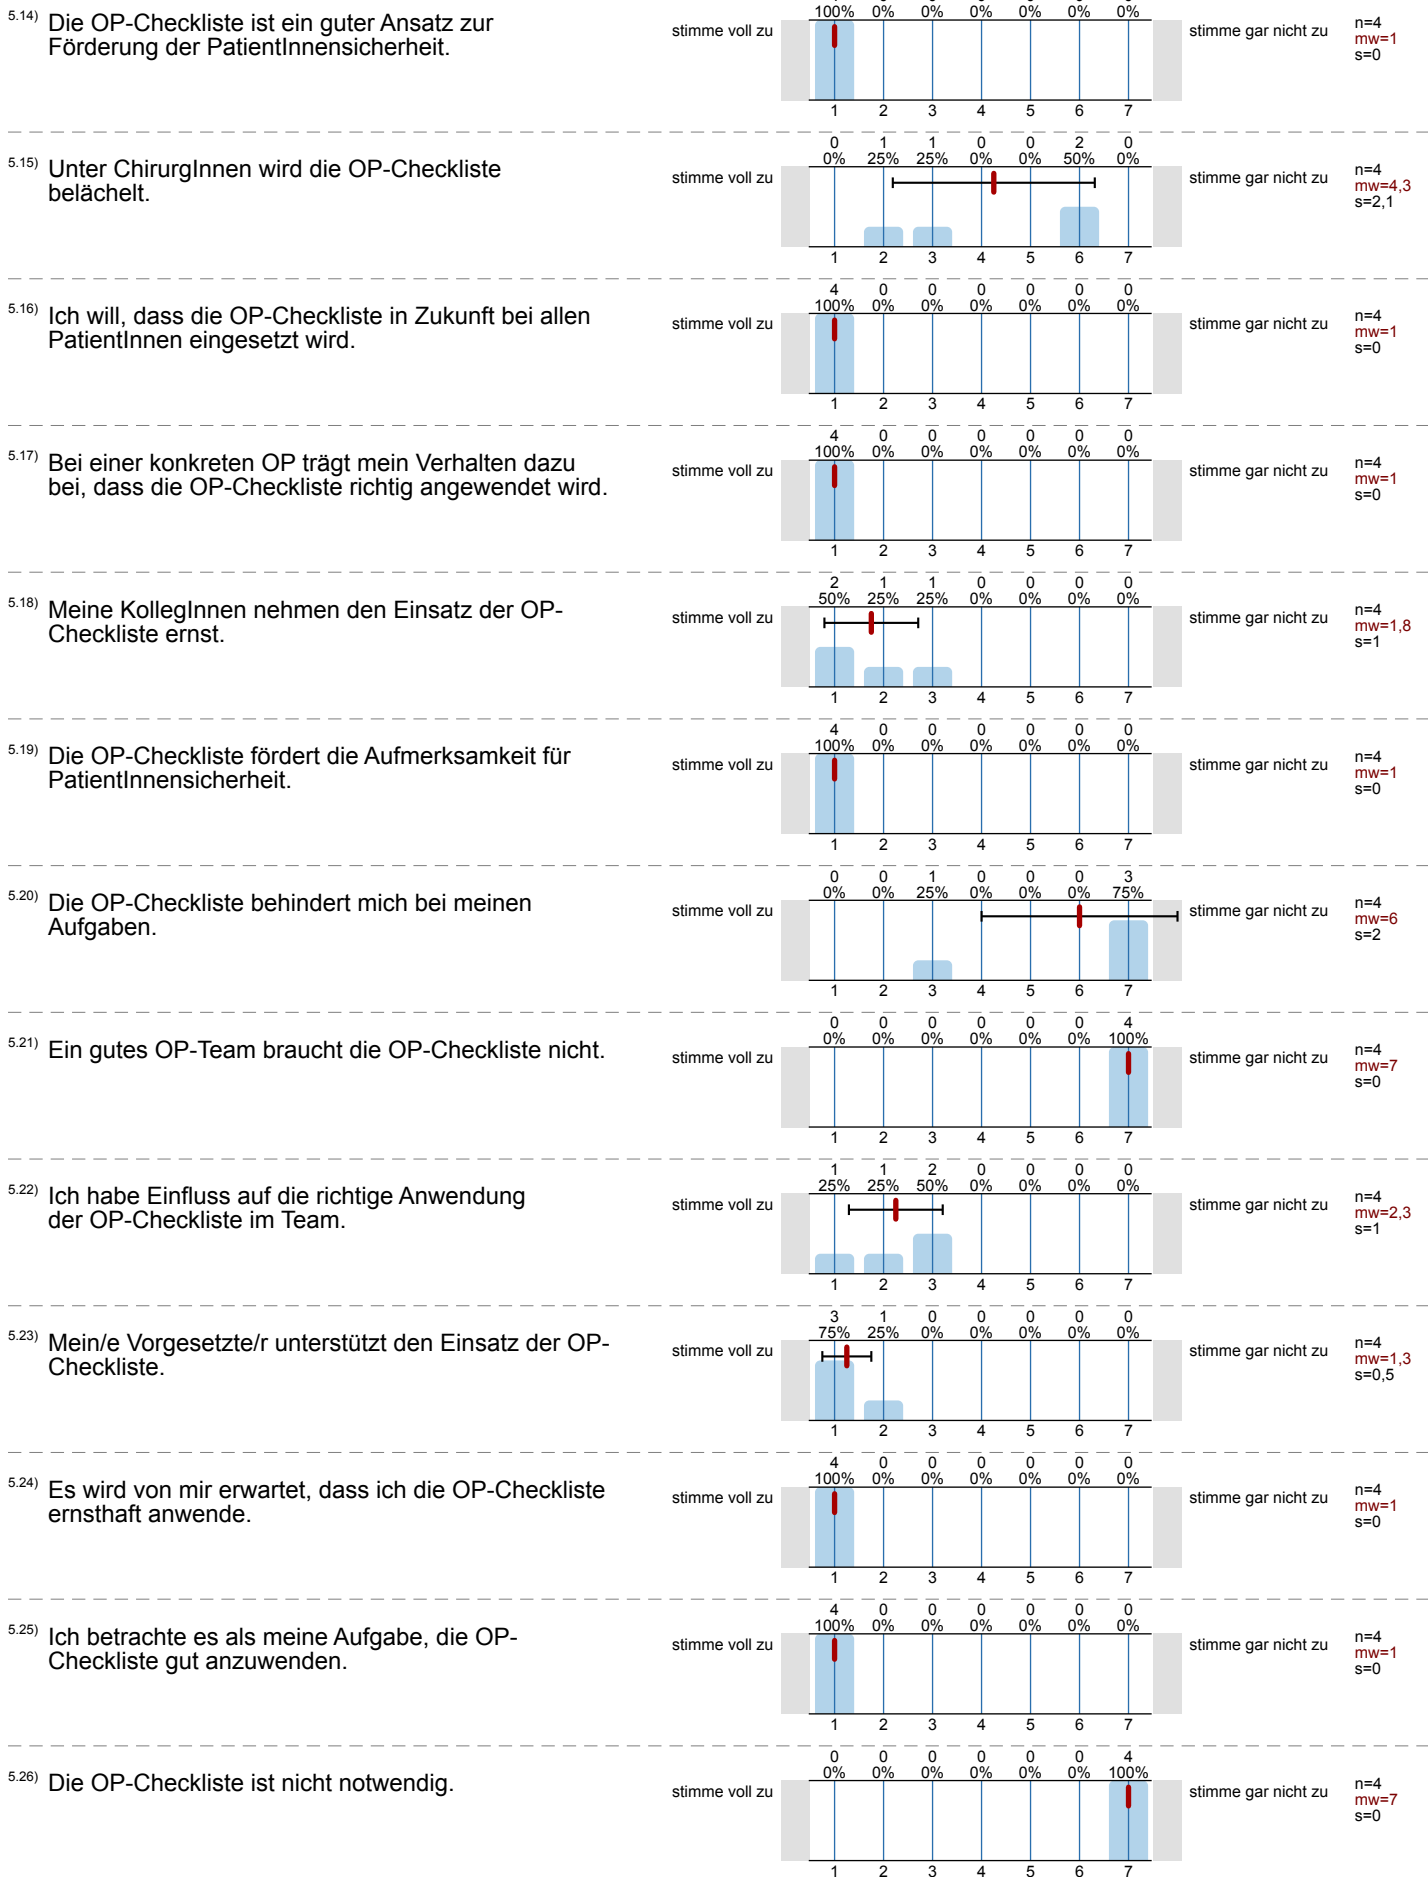 5.14) Die OP-Checkliste ist ein guter Ansatz zur
Förderung der PatientInnensicherheit.
100% 0% 0% 0% 0% 0% 0%
stimme voll zu stimme gar nicht zu
n=4
mw=1
s=0
1 2 3 4 5 6 7
5.15) Unter ChirurgInnen wird die OP-Checkliste
belächelt.
0 1 1 0 0 2 0
0% 25% 25% 0% 0% 50% 0%
stimme voll zu stimme gar nicht zu
n=4
mw=4,3
s=2,1
1 2 3 4 5 6 7
5.16) Ich will, dass die OP-Checkliste in Zukunft bei allen
PatientInnen eingesetzt wird.
4 0 0 0 0 0 0
100% 0% 0% 0% 0% 0% 0%
stimme voll zu stimme gar nicht zu
n=4
mw=1
s=0
1 2 3 4 5 6 7
5.17) Bei einer konkreten OP trägt mein Verhalten dazu
bei, dass die OP-Checkliste richtig angewendet wird.
4 0 0 0 0 0 0
100% 0% 0% 0% 0% 0% 0%
stimme voll zu stimme gar nicht zu
n=4
mw=1
s=0
1 2 3 4 5 6 7
5.18) Meine KollegInnen nehmen den Einsatz der OP-
Checkliste ernst.
2 1 1 0 0 0 0
50% 25% 25% 0% 0% 0% 0%
stimme voll zu stimme gar nicht zu
n=4
mw=1,8
s=1
1 2 3 4 5 6 7
5.19) Die OP-Checkliste fördert die Aufmerksamkeit für
PatientInnensicherheit.
4 0 0 0 0 0 0
100% 0% 0% 0% 0% 0% 0%
stimme voll zu stimme gar nicht zu
n=4
mw=1
s=0
1 2 3 4 5 6 7
5.20) Die OP-Checkliste behindert mich bei meinen
Aufgaben.
0 0 1 0 0 0 3
0% 0% 25% 0% 0% 0% 75%
stimme voll zu stimme gar nicht zu
n=4
mw=6
s=2
1 2 3 4 5 6 7
5.21) Ein gutes OP-Team braucht die OP-Checkliste nicht.
0 0 0 0 0 0 4
0% 0% 0% 0% 0% 0% 100%
stimme voll zu stimme gar nicht zu
n=4
mw=7
s=0
1 2 3 4 5 6 7
5.22) Ich habe Einfluss auf die richtige Anwendung
der OP-Checkliste im Team.
1 1 2 0 0 0 0
25% 25% 50% 0% 0% 0% 0%
stimme voll zu stimme gar nicht zu
n=4
mw=2,3
s=1
1 2 3 4 5 6 7
5.23) Mein/e Vorgesetzte/r unterstützt den Einsatz der OP-
Checkliste.
3 1 0 0 0 0 0
75% 25% 0% 0% 0% 0% 0%
stimme voll zu stimme gar nicht zu
n=4
mw=1,3
s=0,5
1 2 3 4 5 6 7
5.24) Es wird von mir erwartet, dass ich die OP-Checkliste
ernsthaft anwende.
4 0 0 0 0 0 0
100% 0% 0% 0% 0% 0% 0%
stimme voll zu stimme gar nicht zu
n=4
mw=1
s=0
1 2 3 4 5 6 7
5.25) Ich betrachte es als meine Aufgabe, die OP-
Checkliste gut anzuwenden.
4 0 0 0 0 0 0
100% 0% 0% 0% 0% 0% 0%
stimme voll zu stimme gar nicht zu
n=4
mw=1
s=0
1 2 3 4 5 6 7
5.26) Die OP-Checkliste ist nicht notwendig.
0 0 0 0 0 0 4
0% 0% 0% 0% 0% 0% 100%
stimme voll zu stimme gar nicht zu
n=4
mw=7
s=0
1 2 3 4 5 6 7